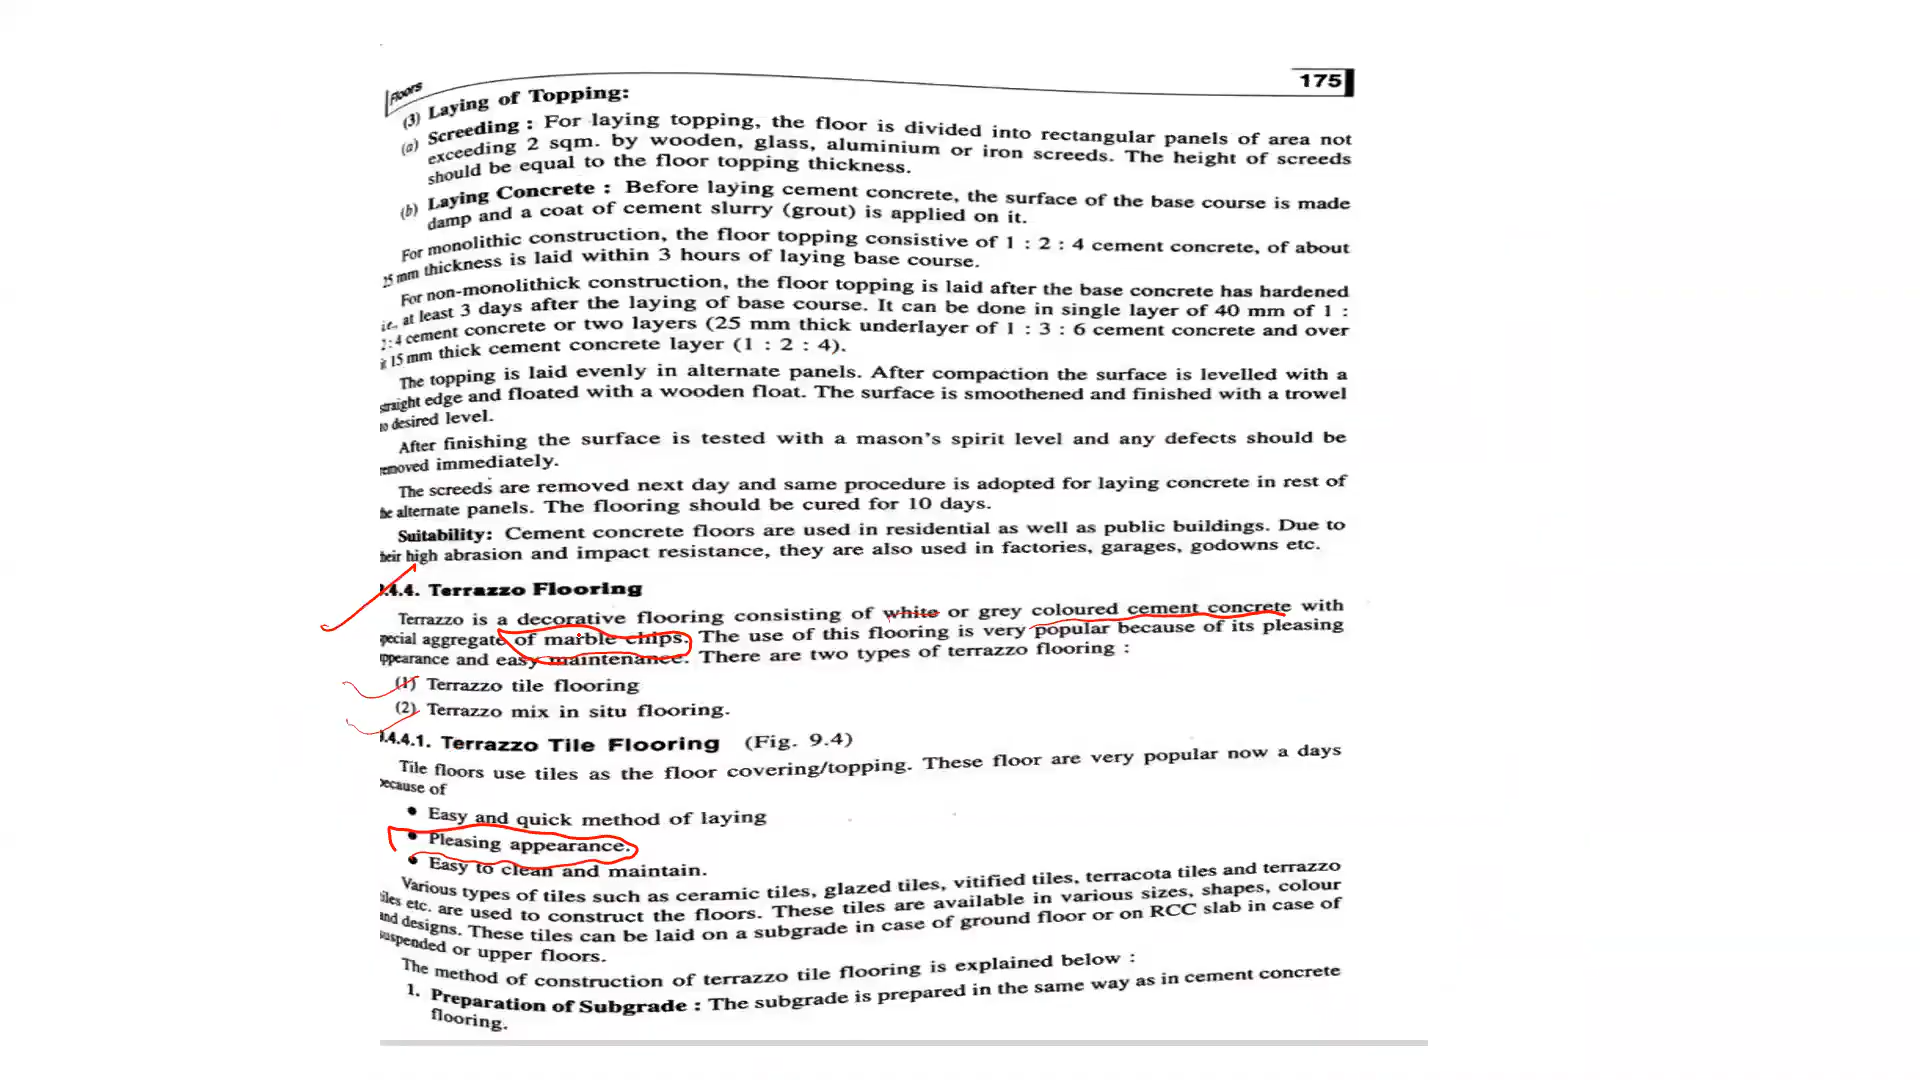 Floors
175
(3) Laying of Topping:
(a) Screeding : For laying topping, the floor is divided into rectangular panels of area not
exceeding 2 sqm. by wooden, glass, aluminium or iron screeds. The height of screeds
should be equal to the floor topping thickness.
(b) Laying Concrete : Before laying cement concrete, the surface of the base course is made
damp and a coat of cement slurry (grout) is applied on it.
For monolithic construction, the floor topping consistive of 1 : 2 : 4 cement concrete, of about
25 mm thickness is laid within 3 hours of laying base course.
For non-monolithick construction, the floor topping is laid after the base concrete has hardened
i.e., at least 3 days after the laying of base course. It can be done in single layer of 40 mm of 1 :
2 : 4 cement concrete or two layers (25 mm thick underlayer of 1 : 3 : 6 cement concrete and over
it 15 mm thick cement concrete layer (1 : 2 : 4).
The topping is laid evenly in alternate panels. After compaction the surface is levelled with a
straight edge and floated with a wooden float. The surface is smoothened and finished with a trowel
to desired level.
After finishing the surface is tested with a mason's spirit level and any defects should be
removed immediately.
The screeds are removed next day and same procedure is adopted for laying concrete in rest of
the alternate panels. The flooring should be cured for 10 days.
Suitability: Cement concrete floors are used in residential as well as public buildings. Due to
their high abrasion and impact resistance, they are also used in factories, garages, godowns etc.
.4.4. Terrazzo Flooring
Terrazzo is a decorative flooring consisting of white or grey coloured cement concrete with
pecial aggregate of marble chips. The use of this flooring is very popular because of its pleasing
ppearance and easy maintenance. There are two types of terrazzo flooring :
(1) Terrazzo tile flooring
(2) Terrazzo mix in situ flooring.
.4.4.1. Terrazzo Tile Flooring (Fig. 9.4)
Tile floors use tiles as the floor covering/topping. These floor are very popular now a days
because of
• Easy and quick method of laying
• Pleasing appearance.
• Easy to clean and maintain.
Various types of tiles such as ceramic tiles, glazed tiles, vitified tiles, terracota tiles and terrazzo
tiles etc. are used to construct the floors. These tiles are available in various sizes, shapes, colour
and designs. These tiles can be laid on a subgrade in case of ground floor or on RCC slab in case of
suspended or upper floors.
The method of construction of terrazzo tile flooring is explained below :
1. Preparation of Subgrade : The subgrade is prepared in the same way as in cement concrete
flooring.